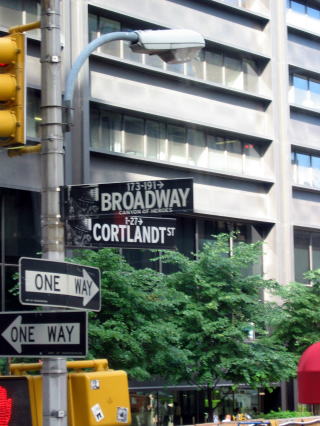 173-191→
BROADWAY
CANYON OF HEROES
1-27→
CORTLANDT ST
ONE WAY
ONE WAY